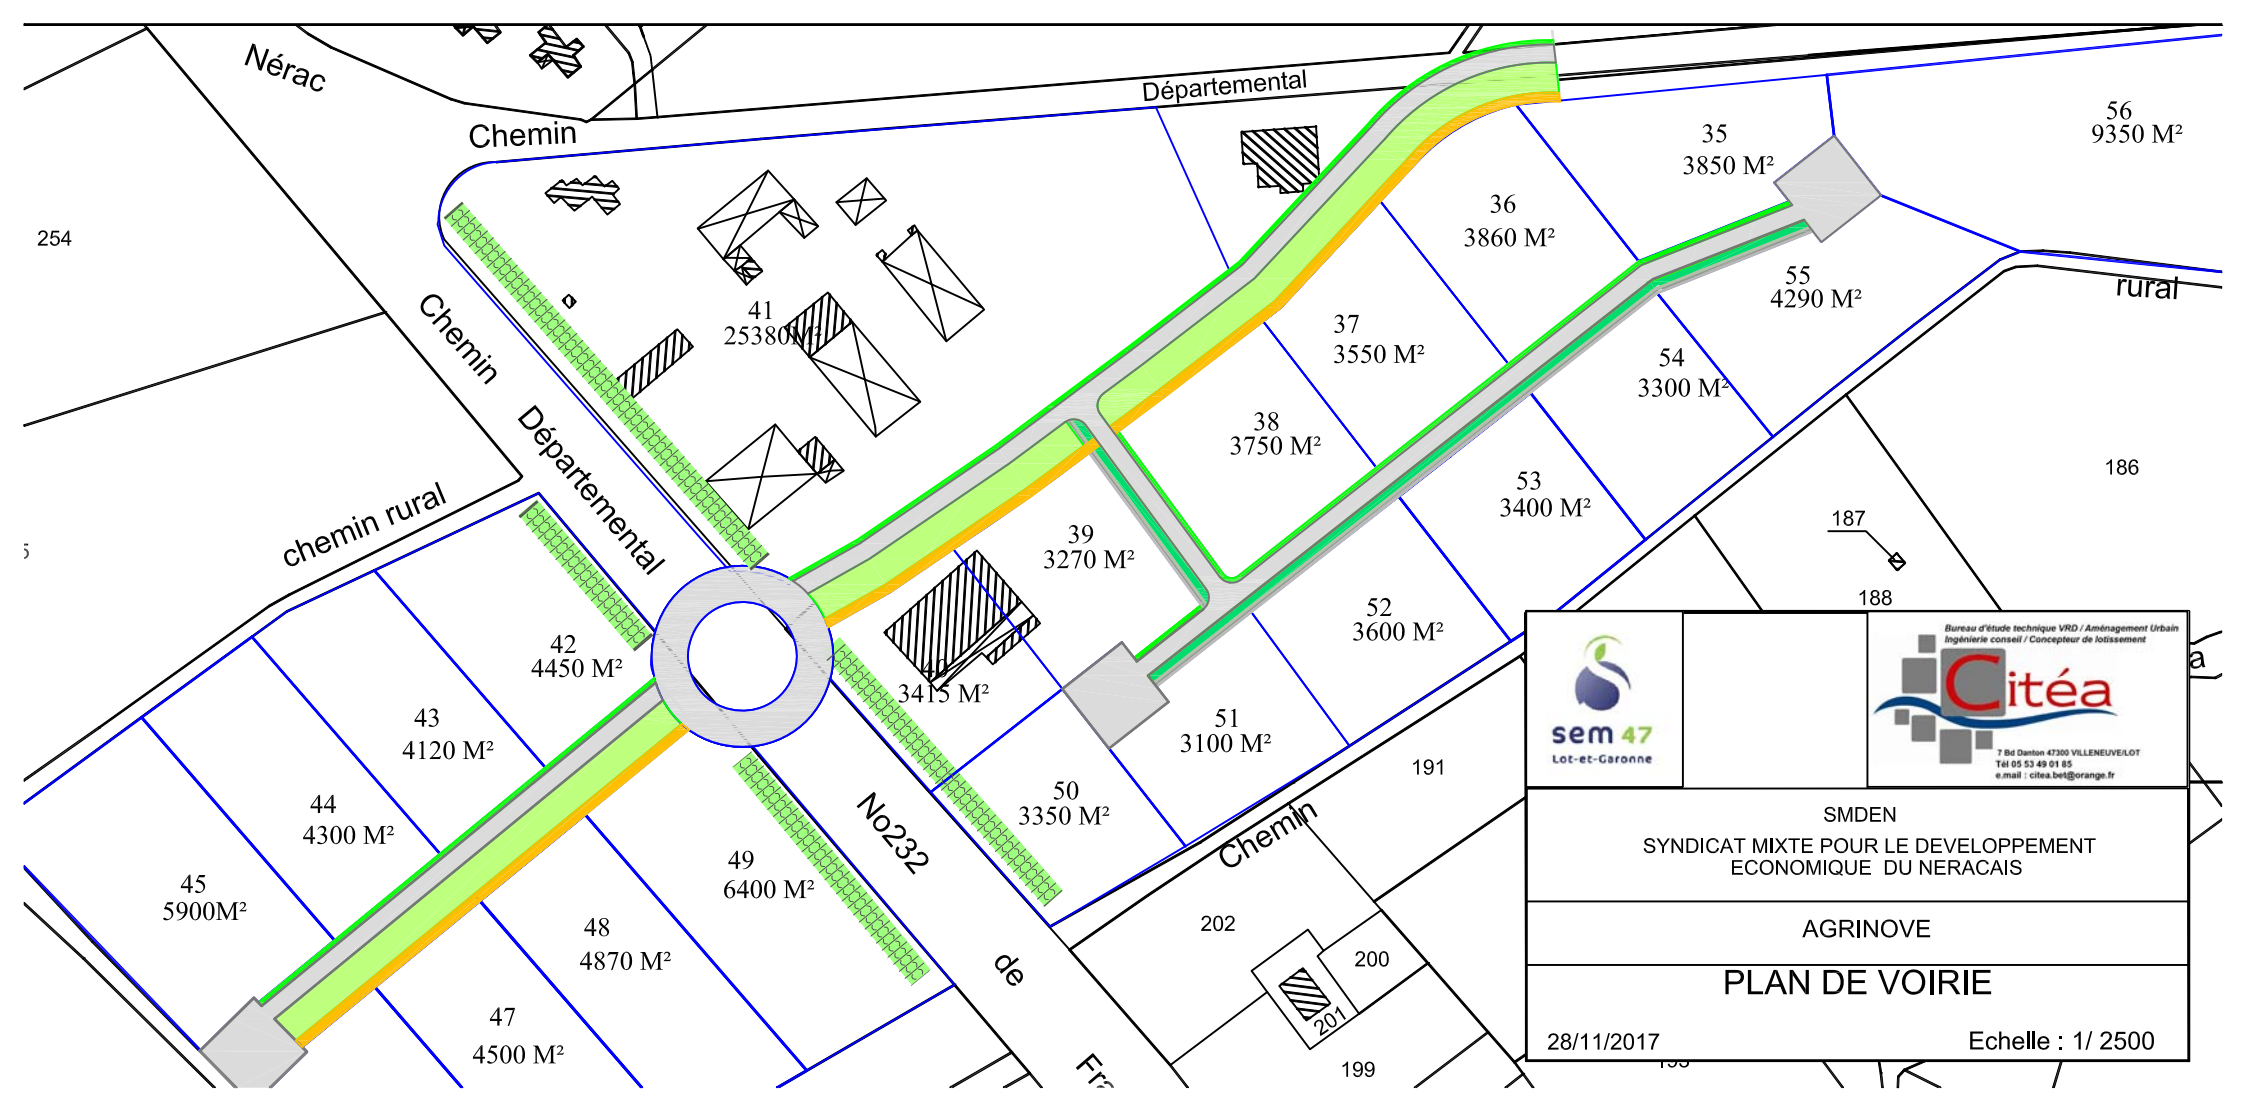 Nérac
Chemin
Départemental
254
5
Chemin
Départemental
No232
de
chemin rural
rural
Chemin
35
3850 M²
36
3860 M²
37
3550 M²
38
3750 M²
39
3270 M²
40
3415 M²
41
25380M²
42
4450 M²
43
4120 M²
44
4300 M²
45
5900M²
47
4500 M²
48
4870 M²
49
6400 M²
50
3350 M²
51
3100 M²
52
3600 M²
53
3400 M²
54
3300 M²
55
4290 M²
56
9350 M²
186
187
188
191
202
200
201
199
a
sem 47
Lot-et-Garonne
Bureau d'étude technique VRD / Aménagement Urbain
Ingénierie conseil / Concepteur de lotissement
Citéa
7 Bd Danton 47300 VILLENEUVE/LOT
Tél 05 53 49 01 85
e.mail : citea.bet@orange.fr
SMDEN
SYNDICAT MIXTE POUR LE DEVELOPPEMENT
ECONOMIQUE DU NERACAIS
AGRINOVE
PLAN DE VOIRIE
28/11/2017
Echelle : 1/ 2500